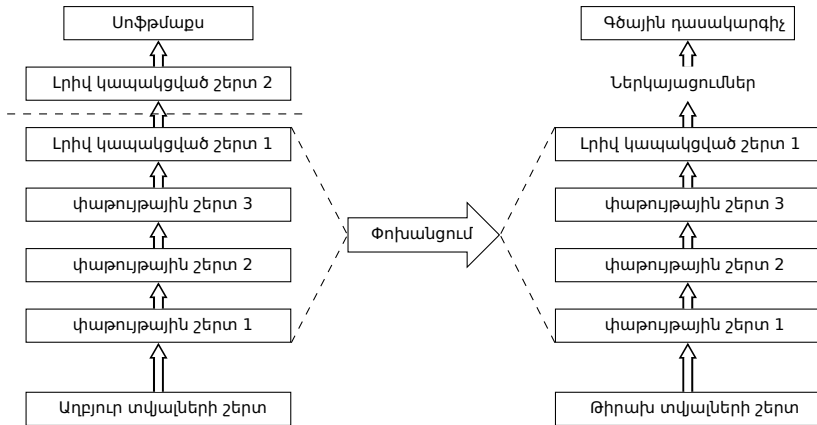 Սոֆթմաքս
Լրիվ կապակցված շերտ 2
Լրիվ կապակցված շերտ 1
փաթույթային շերտ 3
փաթույթային շերտ 2
փաթույթային շերտ 1
Աղբյուր տվյալների շերտ
Փոխանցում
Գծային դասակարգիչ
Ներկայացումներ
Լրիվ կապակցված շերտ 1
փաթույթային շերտ 3
փաթույթային շերտ 2
փաթույթային շերտ 1
Թիրախ տվյալների շերտ